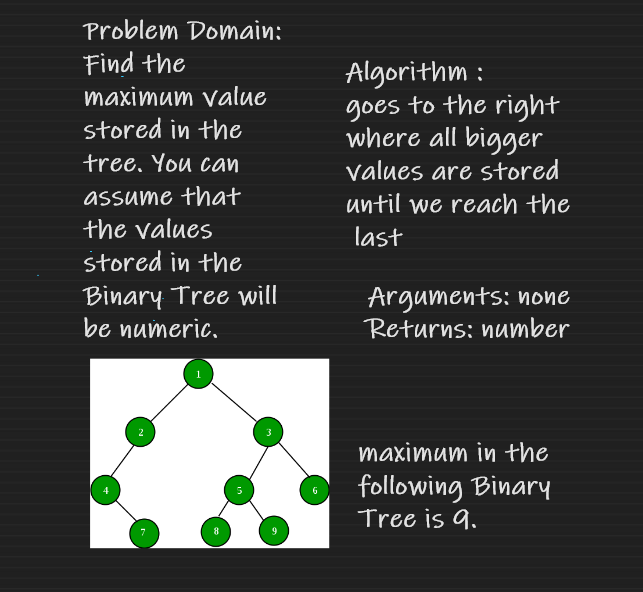 Problem Domain:
Find the
maximum value
stored in the
tree. You can
assume that
the values
stored in the
Binary Tree will
be numeric.
Algorithm :
goes to the right
where all bigger
values are stored
until we reach the
last
Arguments: none
Returns: number
1
2
3
4
5
6
7
8
9
maximum in the
following Binary
Tree is 9.